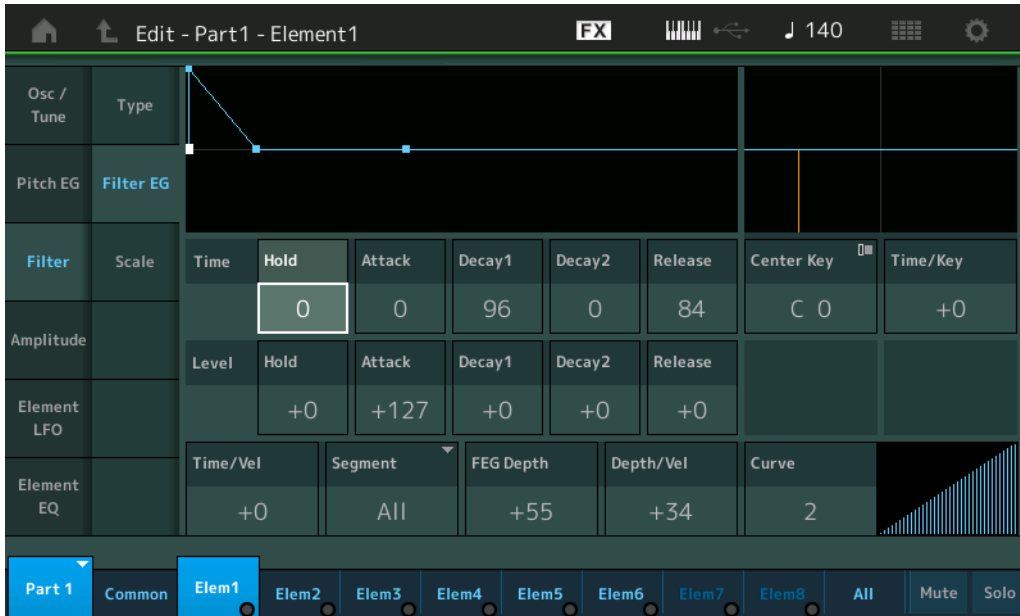 Edit - Part1 - Element1
FX
♩ 140
Osc /
Tune
Type
Pitch EG
Filter EG
Filter
Scale
Amplitude
Element
LFO
Element
EQ
Time
Hold
Attack
Decay1
Decay2
Release
Center Key
Time/Key
0
0
96
0
84
C 0
+0
Level
Hold
Attack
Decay1
Decay2
Release
+0
+127
+0
+0
+0
Time/Vel
Segment
FEG Depth
Depth/Vel
Curve
+0
All
+55
+34
2
Part 1
Common
Elem1
Elem2
Elem3
Elem4
Elem5
Elem6
Elem7
Elem8
All
Mute
Solo